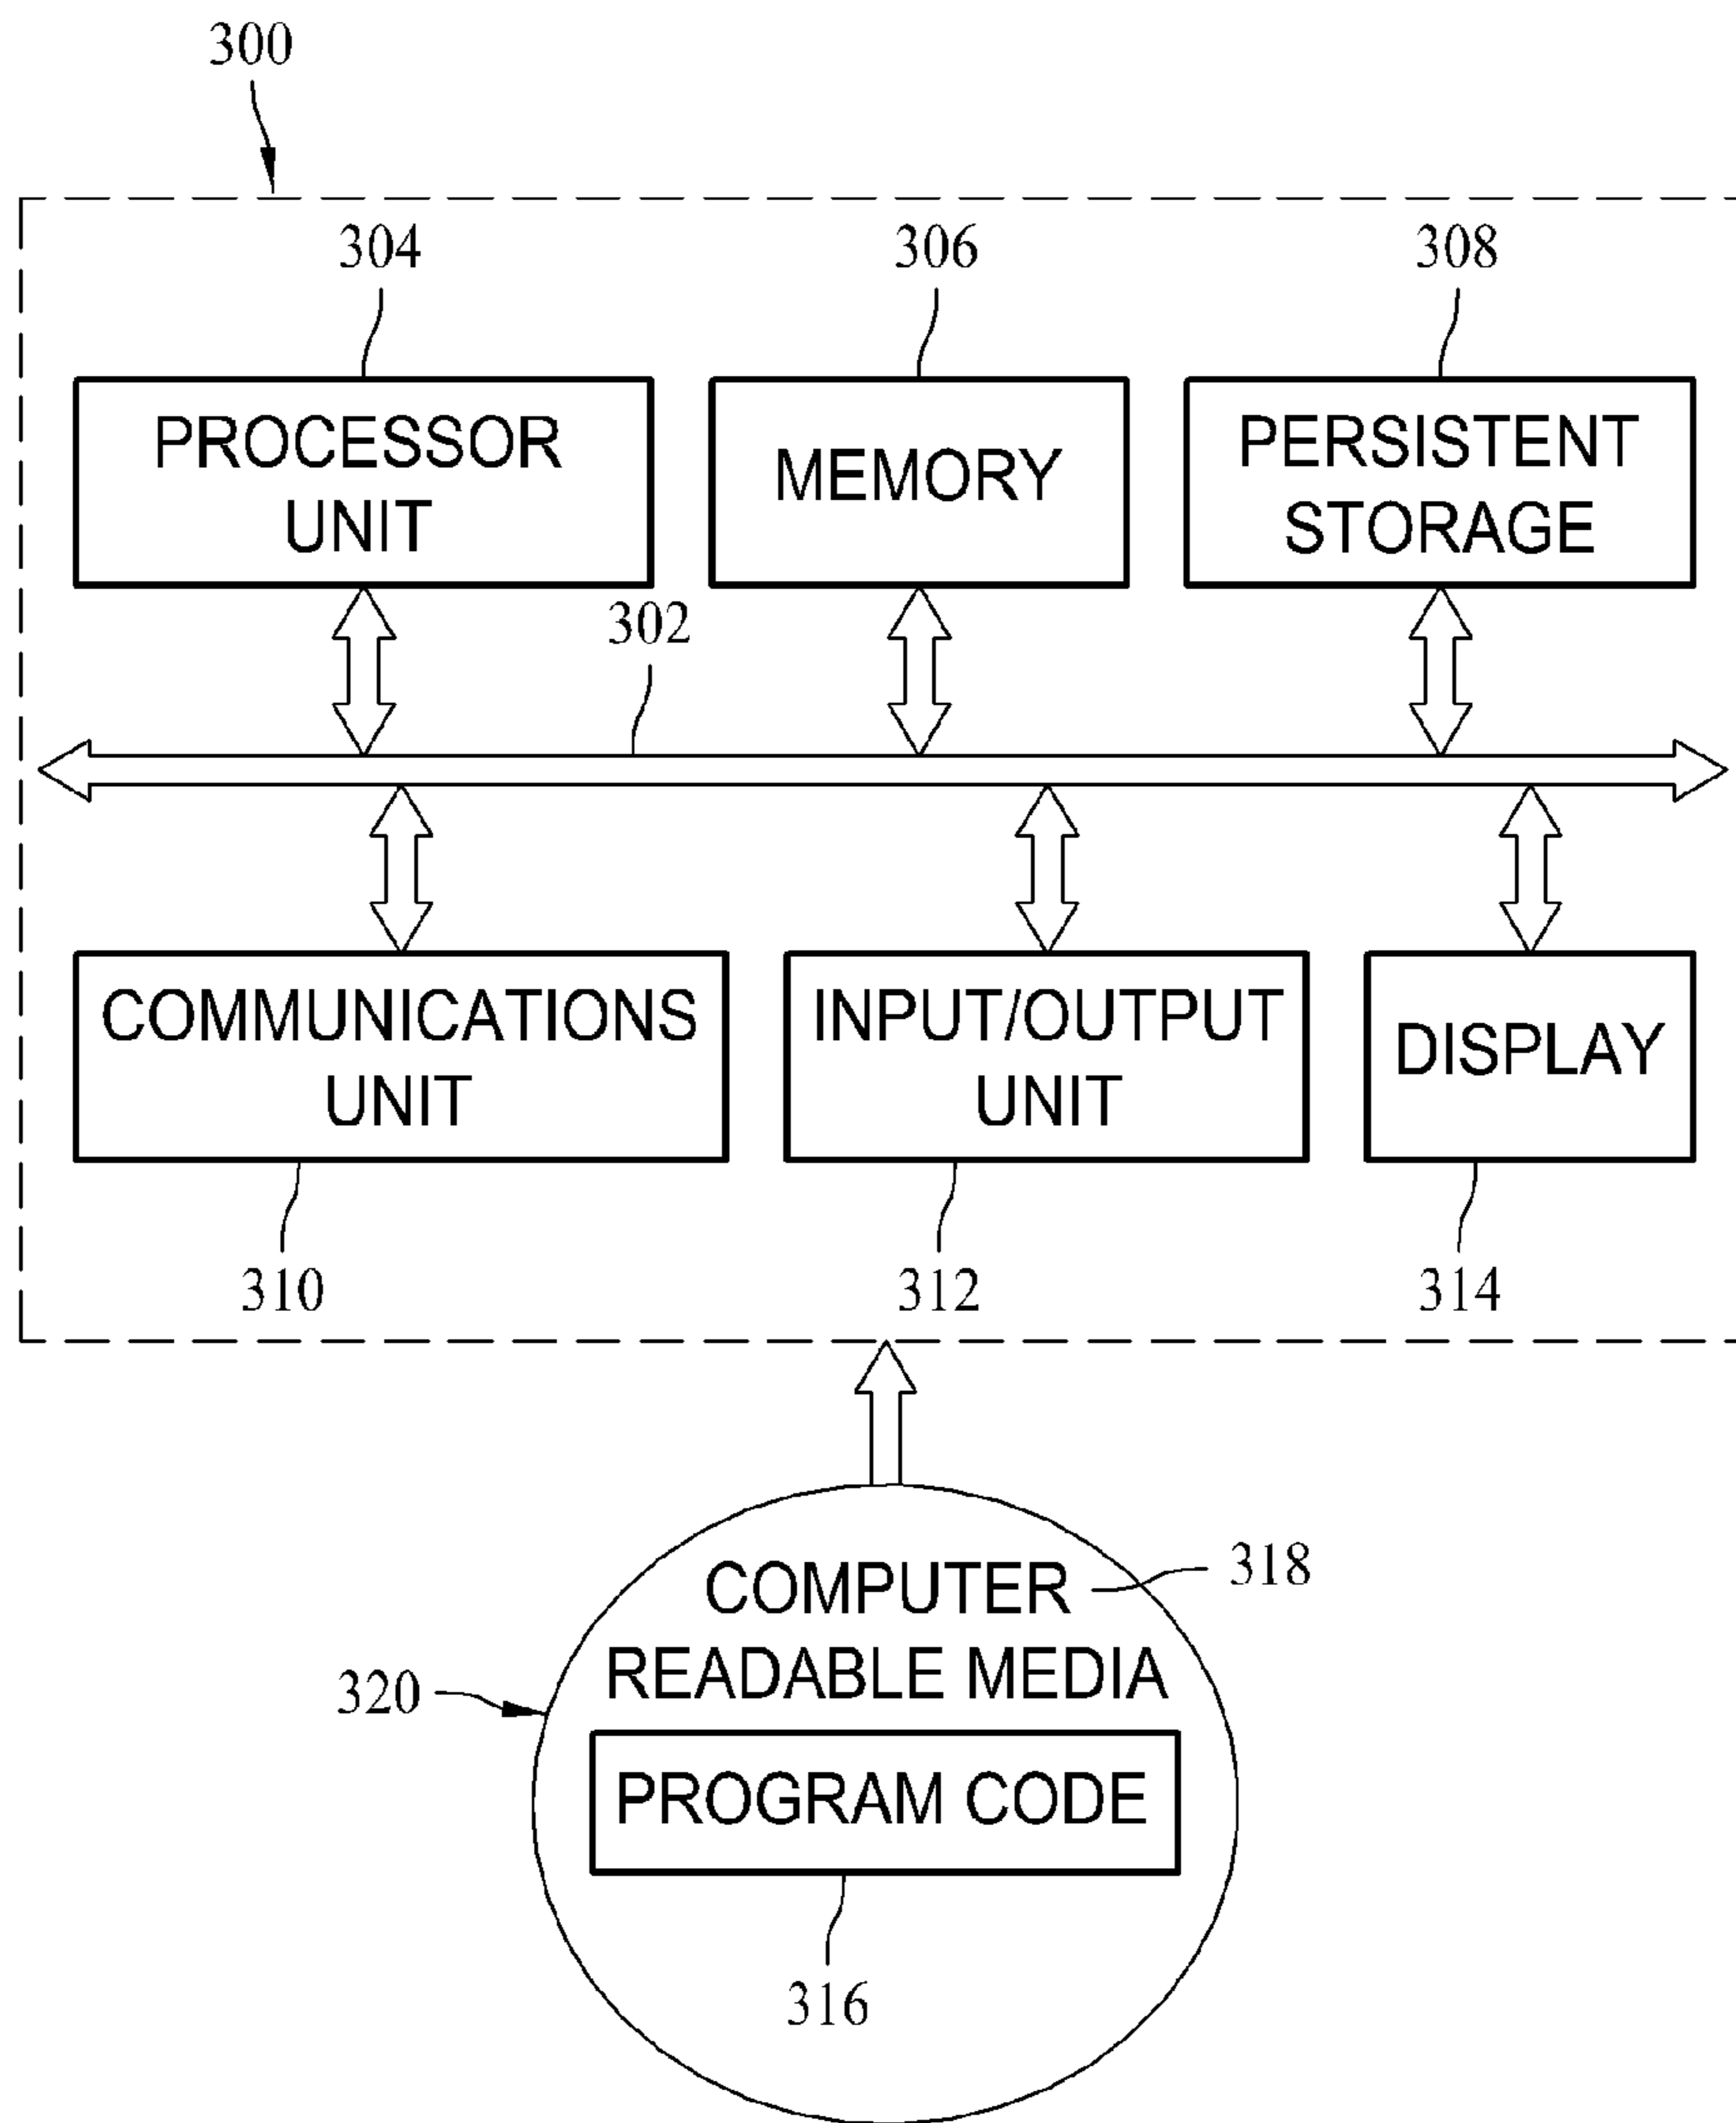 300
304
306
308
PROCESSOR
UNIT
MEMORY
PERSISTENT
STORAGE
302
COMMUNICATIONS
UNIT
INPUT/OUTPUT
UNIT
DISPLAY
310
312
314
COMPUTER
READABLE MEDIA
318
320
PROGRAM CODE
316